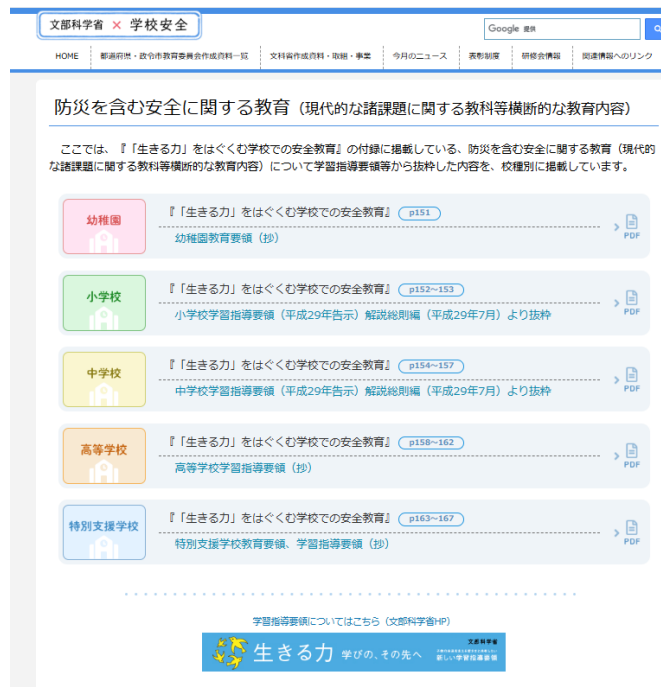 文部科学省 × 学校安全
Google 提供
HOME 都道府県・政令市教育委員会作成資料一覧 文科省作成資料・取組・事業 今月のニュース 表彰制度 研修会情報 関連情報へのリンク
防災を含む安全に関する教育（現代的な諸課題に関する教科等横断的な教育内容）
ここでは、『「生きる力」をはぐくむ学校での安全教育』の付録に掲載している、防災を含む安全に関する教育（現代的
な諸課題に関する教科等横断的な教育内容）について学習指導要領等から抜粋した内容を、校種別に掲載しています。
幼稚園
『「生きる力」をはぐくむ学校での安全教育』 p151
幼稚園教育要領（抄）
PDF
小学校
『「生きる力」をはぐくむ学校での安全教育』 p152～153
小学校学習指導要領（平成29年告示）解説総則編（平成29年7月）より抜粋
PDF
中学校
『「生きる力」をはぐくむ学校での安全教育』 p154～157
中学校学習指導要領（平成29年告示）解説総則編（平成29年7月）より抜粋
PDF
高等学校
『「生きる力」をはぐくむ学校での安全教育』 p158～162
高等学校学習指導要領（抄）
PDF
特別支援学校
『「生きる力」をはぐくむ学校での安全教育』 p163～167
特別支援学校教育要領、学習指導要領（抄）
PDF
学習指導要領についてはこちら（文部科学省HP）
生きる力 学びの、その先へ
文部科学省
新しい学習指導要領